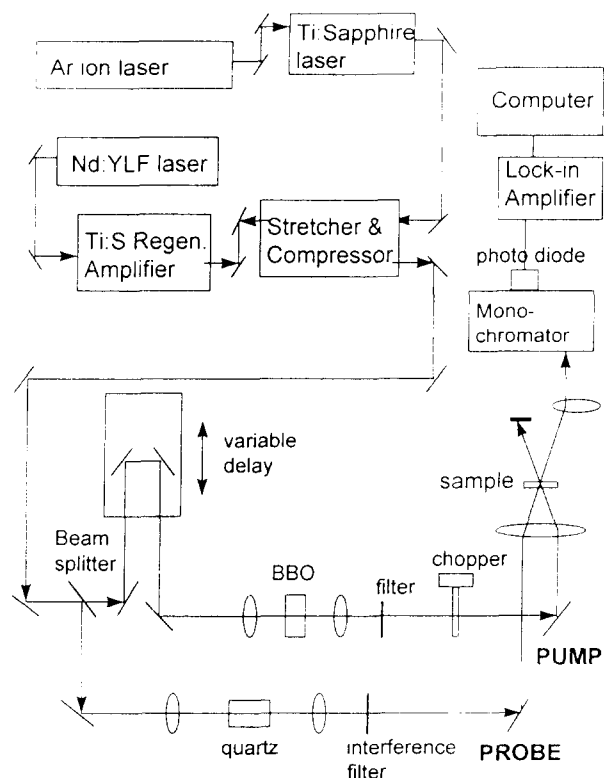 Ar ion laser
Ti:Sapphire
laser
Computer
Nd:YLF laser
Lock-in
Amplifier
Ti:S Regen.
Amplifier
Stretcher &
Compressor
photo diode
Mono-
chromator
variable
delay
sample
Beam
splitter
BBO
filter
chopper
PUMP
quartz
interference
filter
PROBE